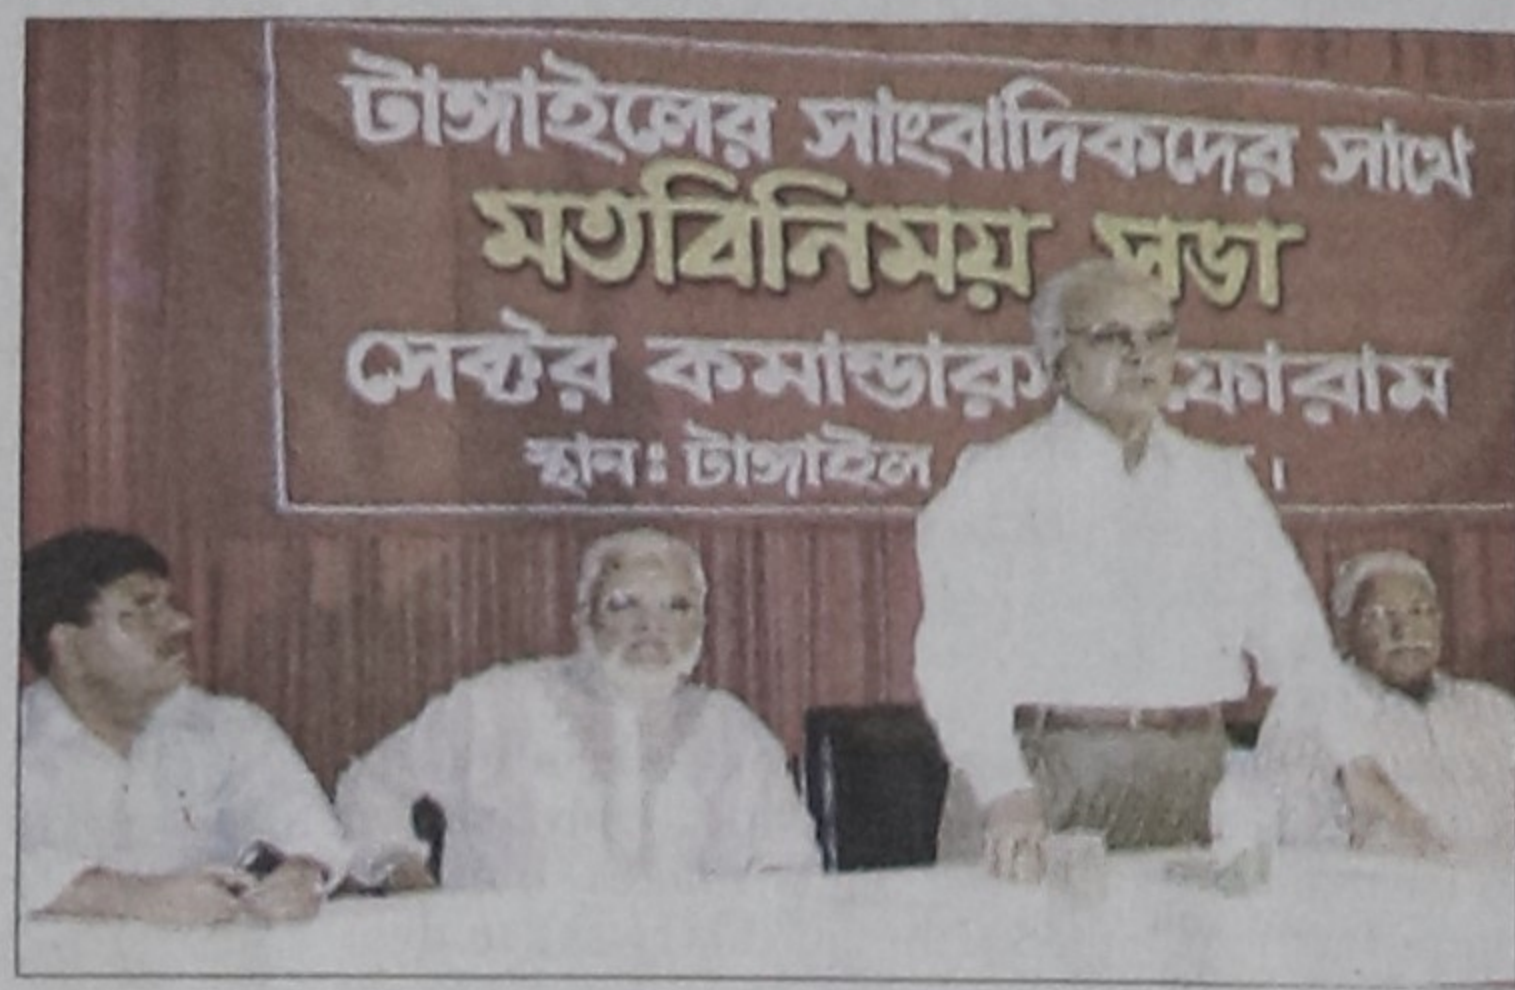 টাঙ্গাইলের সাংবাদিকদের সাথে
মতবিনিময় সভা
সেক্টর কমান্ডারস ফোরাম
স্থান: টাঙ্গাইল